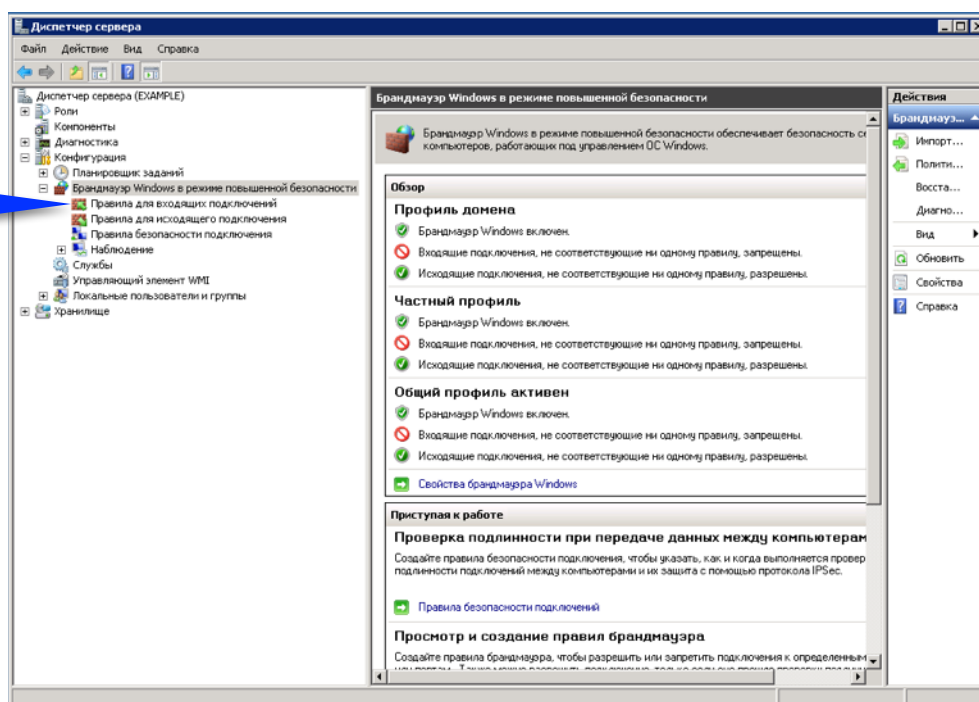 Диспетчер сервера
Файл Действие Вид Справка
Диспетчер сервера (EXAMPLE)
Роли
Компоненты
Диагностика
Конфигурация
Планировщик заданий
Брандмауэр Windows в режиме повышенной безопасности
Правила для входящих подключений
Правила для исходящего подключения
Правила безопасности подключения
Наблюдение
Службы
Управляющий элемент WMI
Локальные пользователи и группы
Хранилище
Брандмауэр Windows в режиме повышенной безопасности
Брандмауэр Windows в режиме повышенной безопасности обеспечивает безопасность се
компьютеров, работающих под управлением ОС Windows.
Обзор
Профиль домена
Брандмауэр Windows включен.
Входящие подключения, не соответствующие ни одному правилу, запрещены.
Исходящие подключения, не соответствующие ни одному правилу, разрешены.
Частный профиль
Брандмауэр Windows включен.
Входящие подключения, не соответствующие ни одному правилу, запрещены.
Исходящие подключения, не соответствующие ни одному правилу, разрешены.
Общий профиль активен
Брандмауэр Windows включен.
Входящие подключения, не соответствующие ни одному правилу, запрещены.
Исходящие подключения, не соответствующие ни одному правилу, разрешены.
Свойства брандмауэра Windows
Приступая к работе
Проверка подлинности при передаче данных между компьютерам
Создайте правила безопасности подключения, чтобы указать, как и когда выполняется провер
подлинности подключений между компьютерами и их защита с помощью протокола IPSec.
Правила безопасности подключений
Просмотр и создание правил брандмауэра
Создайте правила брандмауэра, чтобы разрешить или запретить подключения к определенным
Действия
Брандмауэ...
Импорт...
Полити...
Восста...
Диагно...
Вид
Обновить
Свойства
Справка